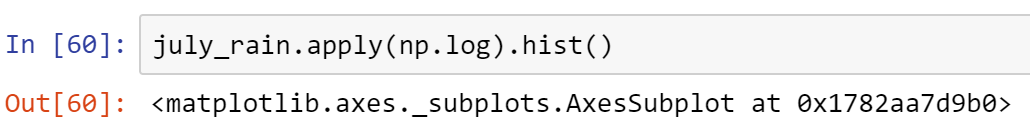 In [60]: july_rain.apply(np.log).hist()
Out[60]: <matplotlib.axes._subplots.AxesSubplot at 0x1782aa7d9b0>